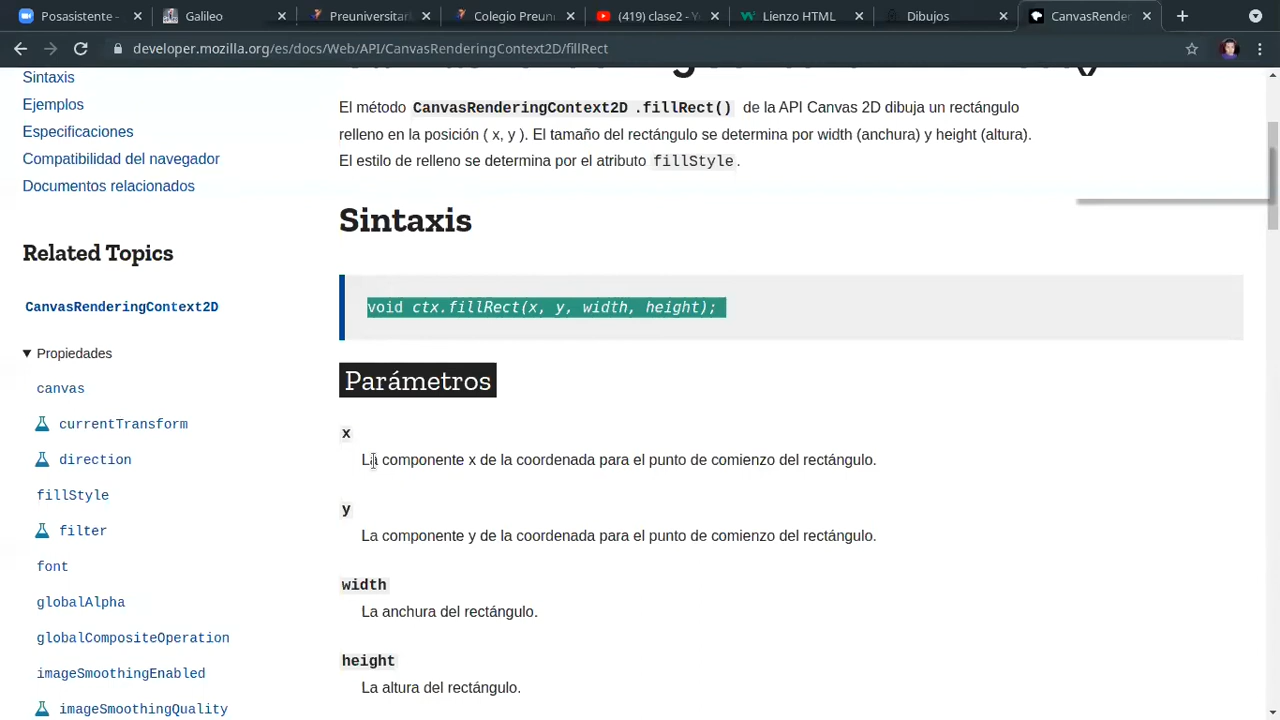 Posasistente -
Galileo
Preuniversitari
Colegio Preun
(419) clase2 - Y
Lienzo HTML
Dibujos
CanvasRender
developer.mozilla.org/es/docs/Web/API/CanvasRenderingContext2D/fillRect
Sintaxis
Ejemplos
Especificaciones
Compatibilidad del navegador
Documentos relacionados
Related Topics
CanvasRenderingContext2D
Propiedades
canvas
currentTransform
direction
fillStyle
filter
font
globalAlpha
globalCompositeOperation
imageSmoothingEnabled
imageSmoothingQuality
El método CanvasRenderingContext2D .fillRect() de la API Canvas 2D dibuja un rectángulo
relleno en la posición ( x, y ). El tamaño del rectángulo se determina por width (anchura) y height (altura).
El estilo de relleno se determina por el atributo fillStyle.
Sintaxis
void ctx.fillRect(x, y, width, height);
Parámetros
x
La componente x de la coordenada para el punto de comienzo del rectángulo.
y
La componente y de la coordenada para el punto de comienzo del rectángulo.
width
La anchura del rectángulo.
height
La altura del rectángulo.